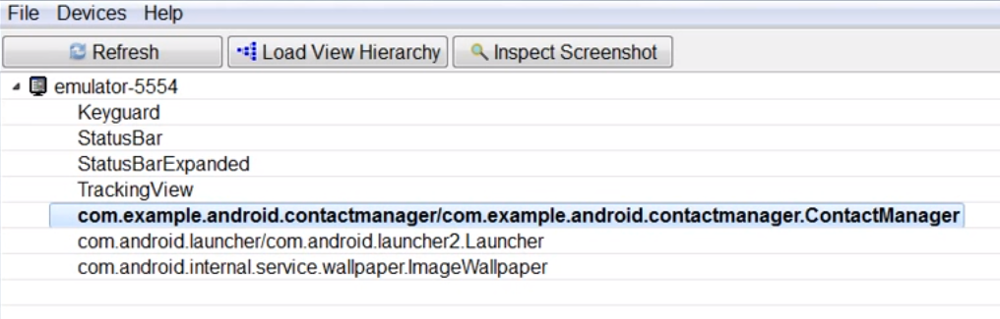 File Devices Help
Refresh Load View Hierarchy Inspect Screenshot
emulator-5554
Keyguard
StatusBar
StatusBarExpanded
TrackingView
com.example.android.contactmanager/com.example.android.contactmanager.ContactManager
com.android.launcher/com.android.launcher2.Launcher
com.android.internal.service.wallpaper.ImageWallpaper